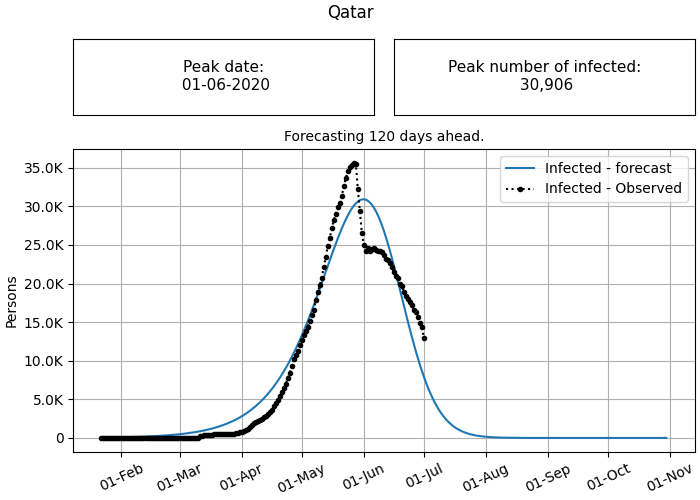 Qatar
Peak date:
01-06-2020
Peak number of infected:
30,906
Forecasting 120 days ahead.
Infected - forecast
Infected - Observed
35.0K
30.0K
25.0K
20.0K
15.0K
10.0K
5.0K
0
Persons
01-Feb
01-Mar
01-Apr
01-May
01-Jun
01-Jul
01-Aug
01-Sep
01-Oct
01-Nov